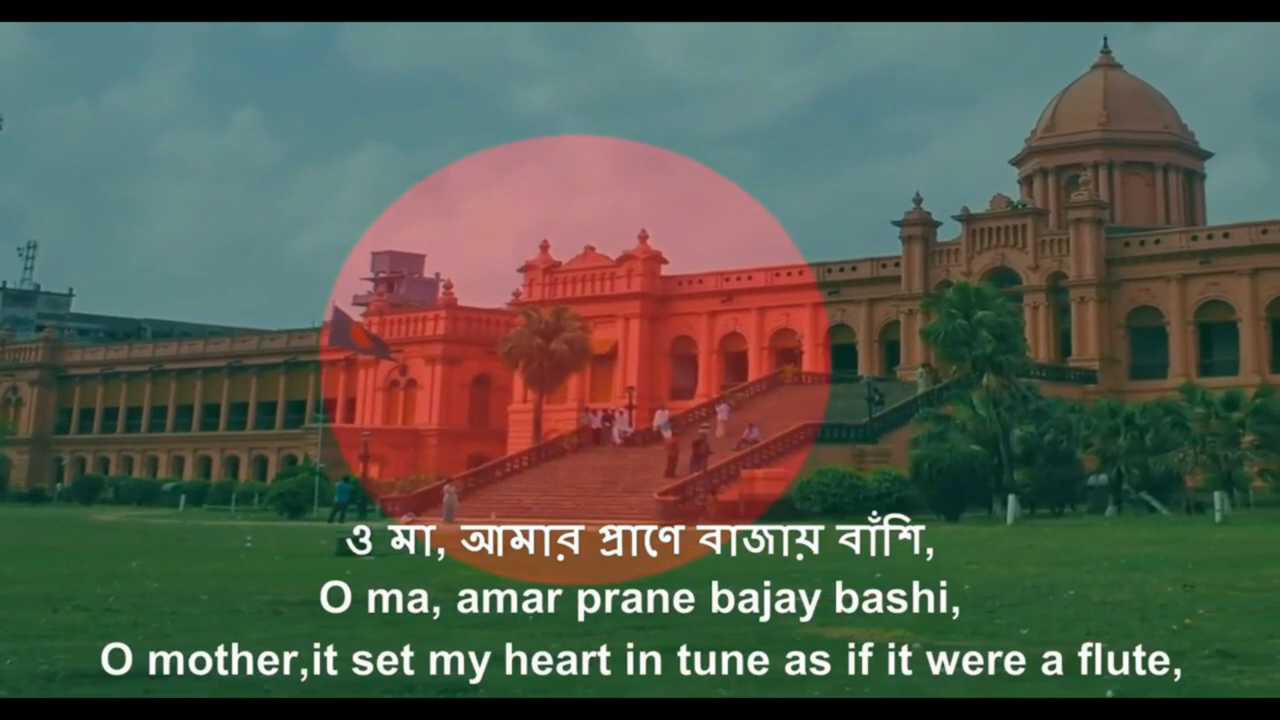 ও মা, আমার প্রাণে বাজায় বাঁশি,
O ma, amar prane bajay bashi,
O mother,it set my heart in tune as if it were a flute,